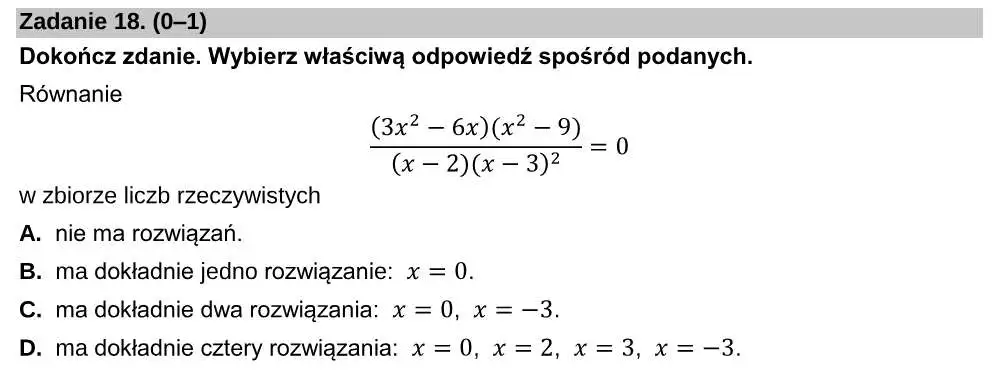 Zadanie 18. (0–1)
Dokończ zdanie. Wybierz właściwą odpowiedź spośród podanych.
Równanie
(3x² − 6x)(x² − 9)
(x − 2)(x − 3)² = 0
w zbiorze liczb rzeczywistych
A. nie ma rozwiązań.
B. ma dokładnie jedno rozwiązanie: x = 0.
C. ma dokładnie dwa rozwiązania: x = 0, x = −3.
D. ma dokładnie cztery rozwiązania: x = 0, x = 2, x = 3, x = −3.